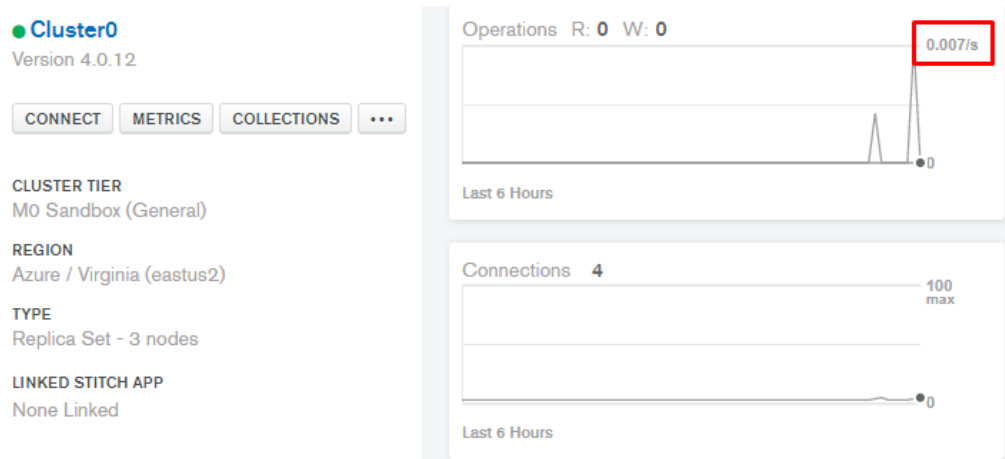 Cluster0
Version 4.0.12
CONNECT METRICS COLLECTIONS ...
CLUSTER TIER
M0 Sandbox (General)
REGION
Azure / Virginia (eastus2)
TYPE
Replica Set - 3 nodes
LINKED STITCH APP
None Linked
Operations R: 0 W: 0
0.007/s
0
Last 6 Hours
Connections 4
100
max
0
Last 6 Hours